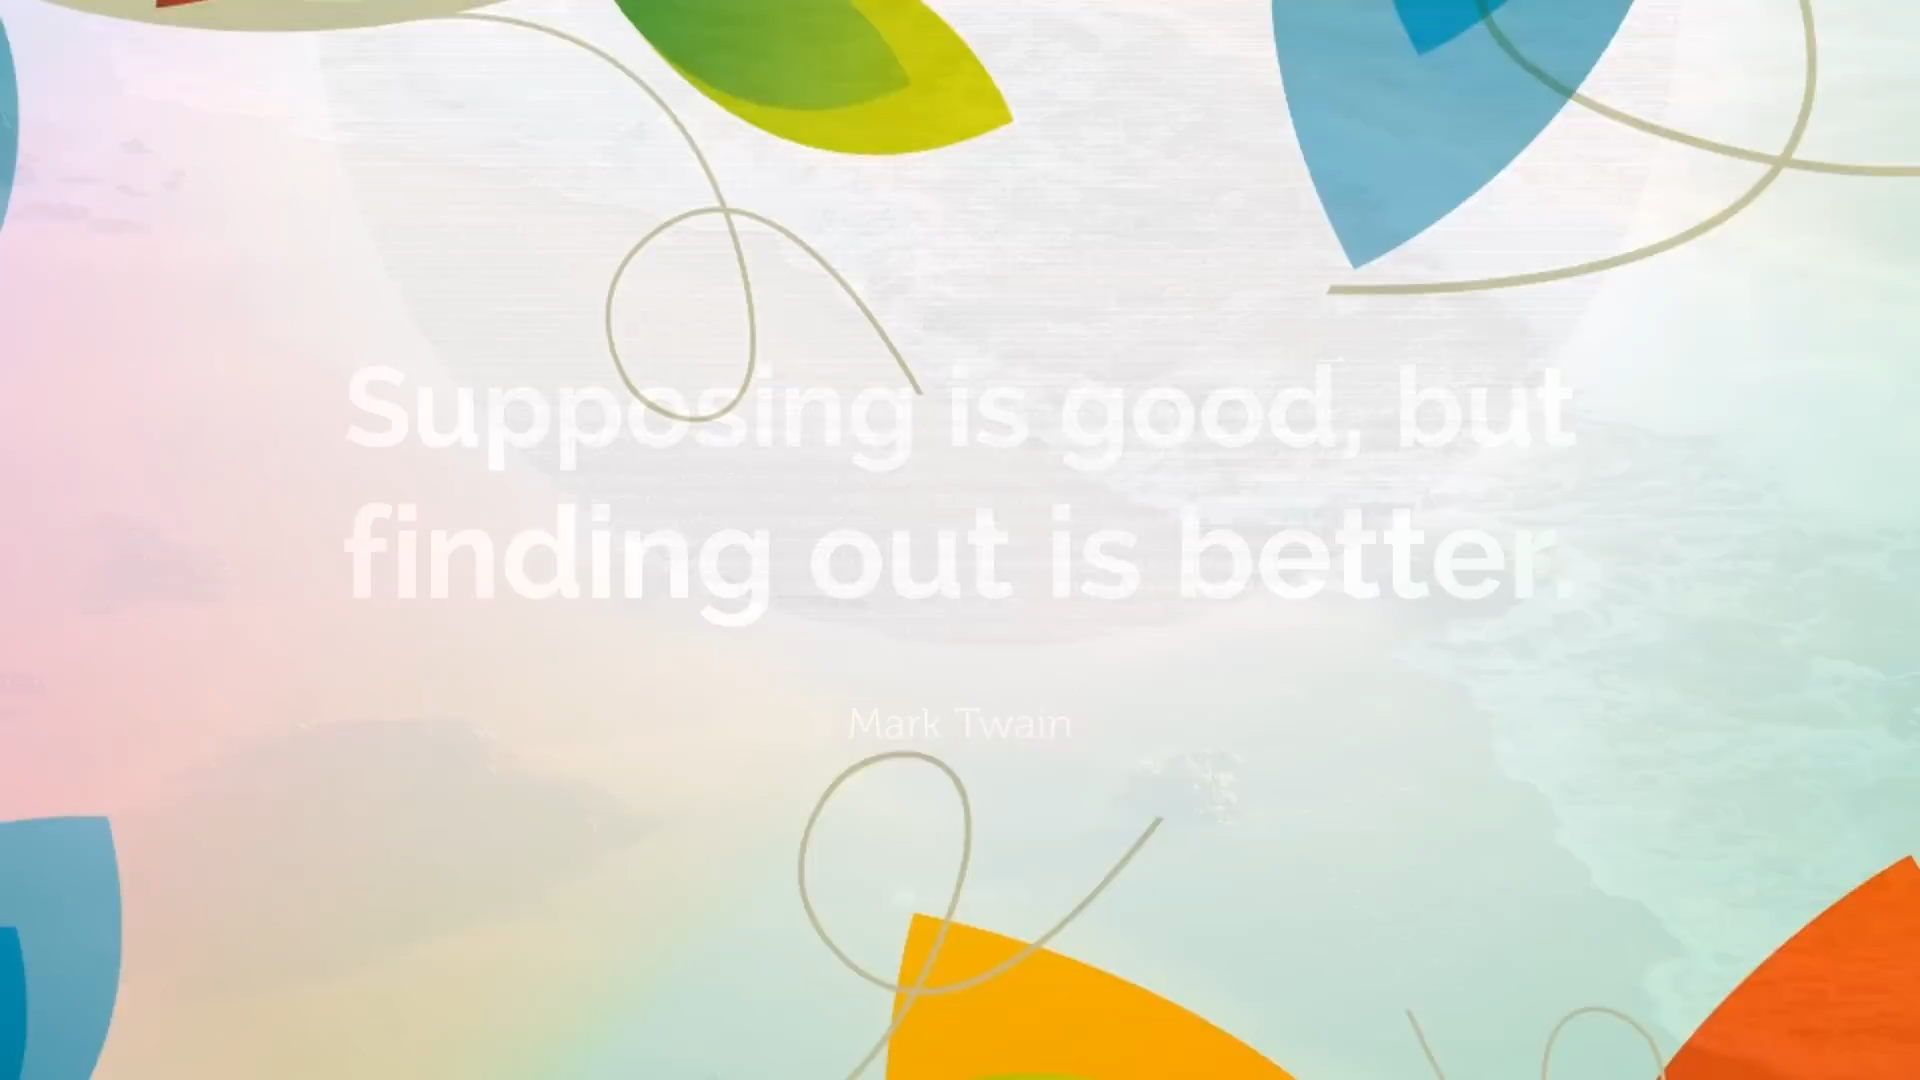 Supposing is good, but
finding out is better.
Mark Twain